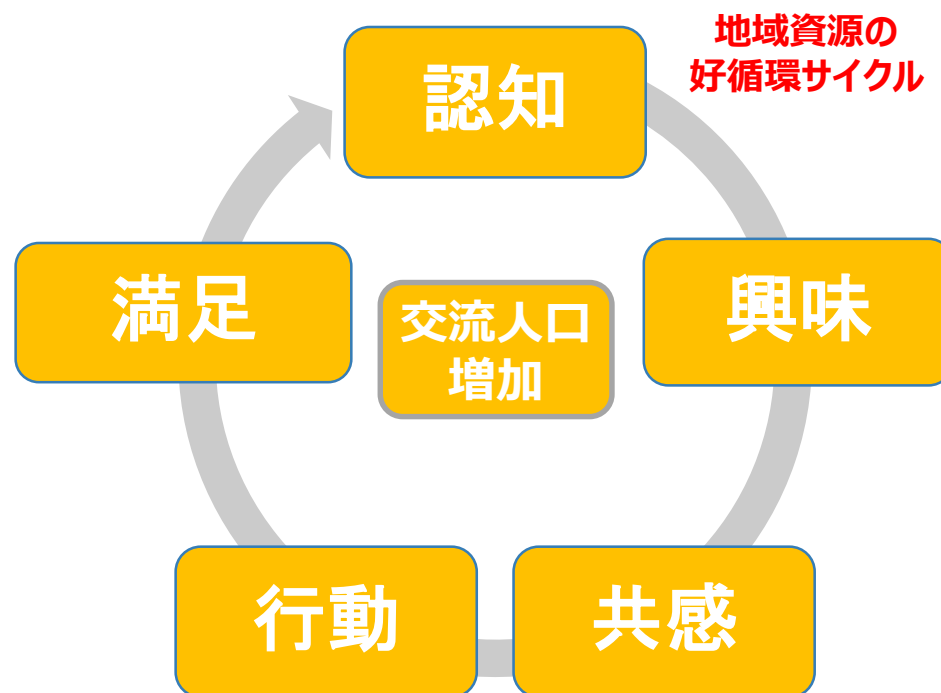 地域資源の
好循環サイクル
認知
興味
共感
行動
満足
交流人口
増加